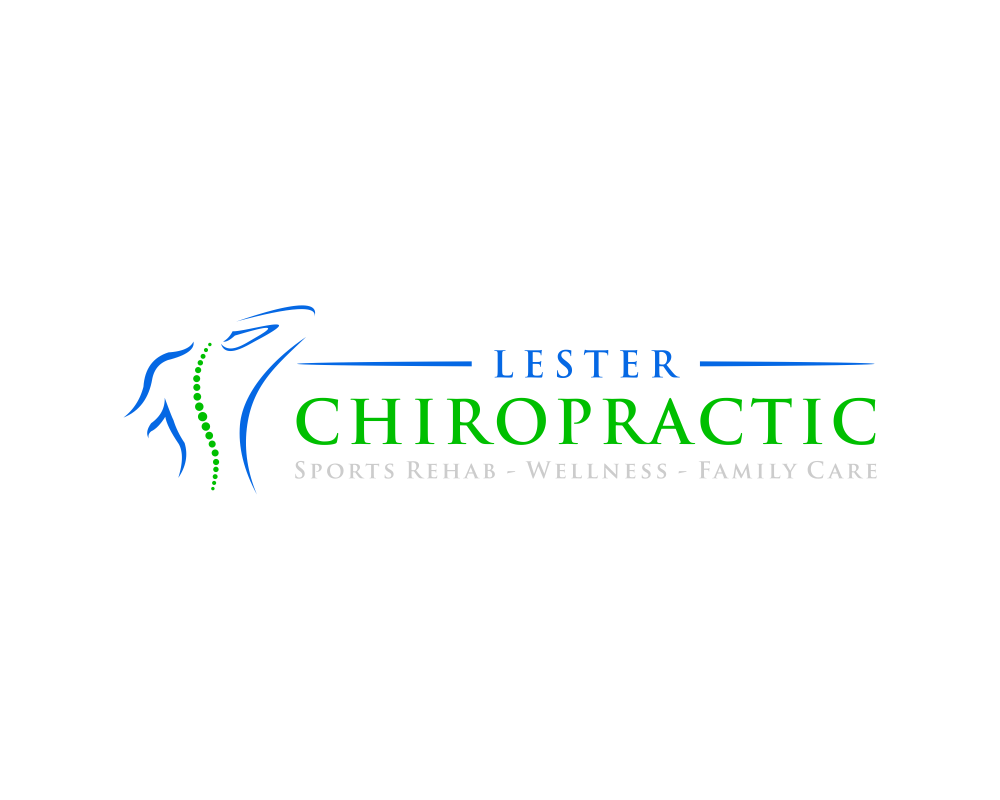 LESTER
CHIROPRACTIC
SPORTS REHAB - WELLNESS - FAMILY CARE